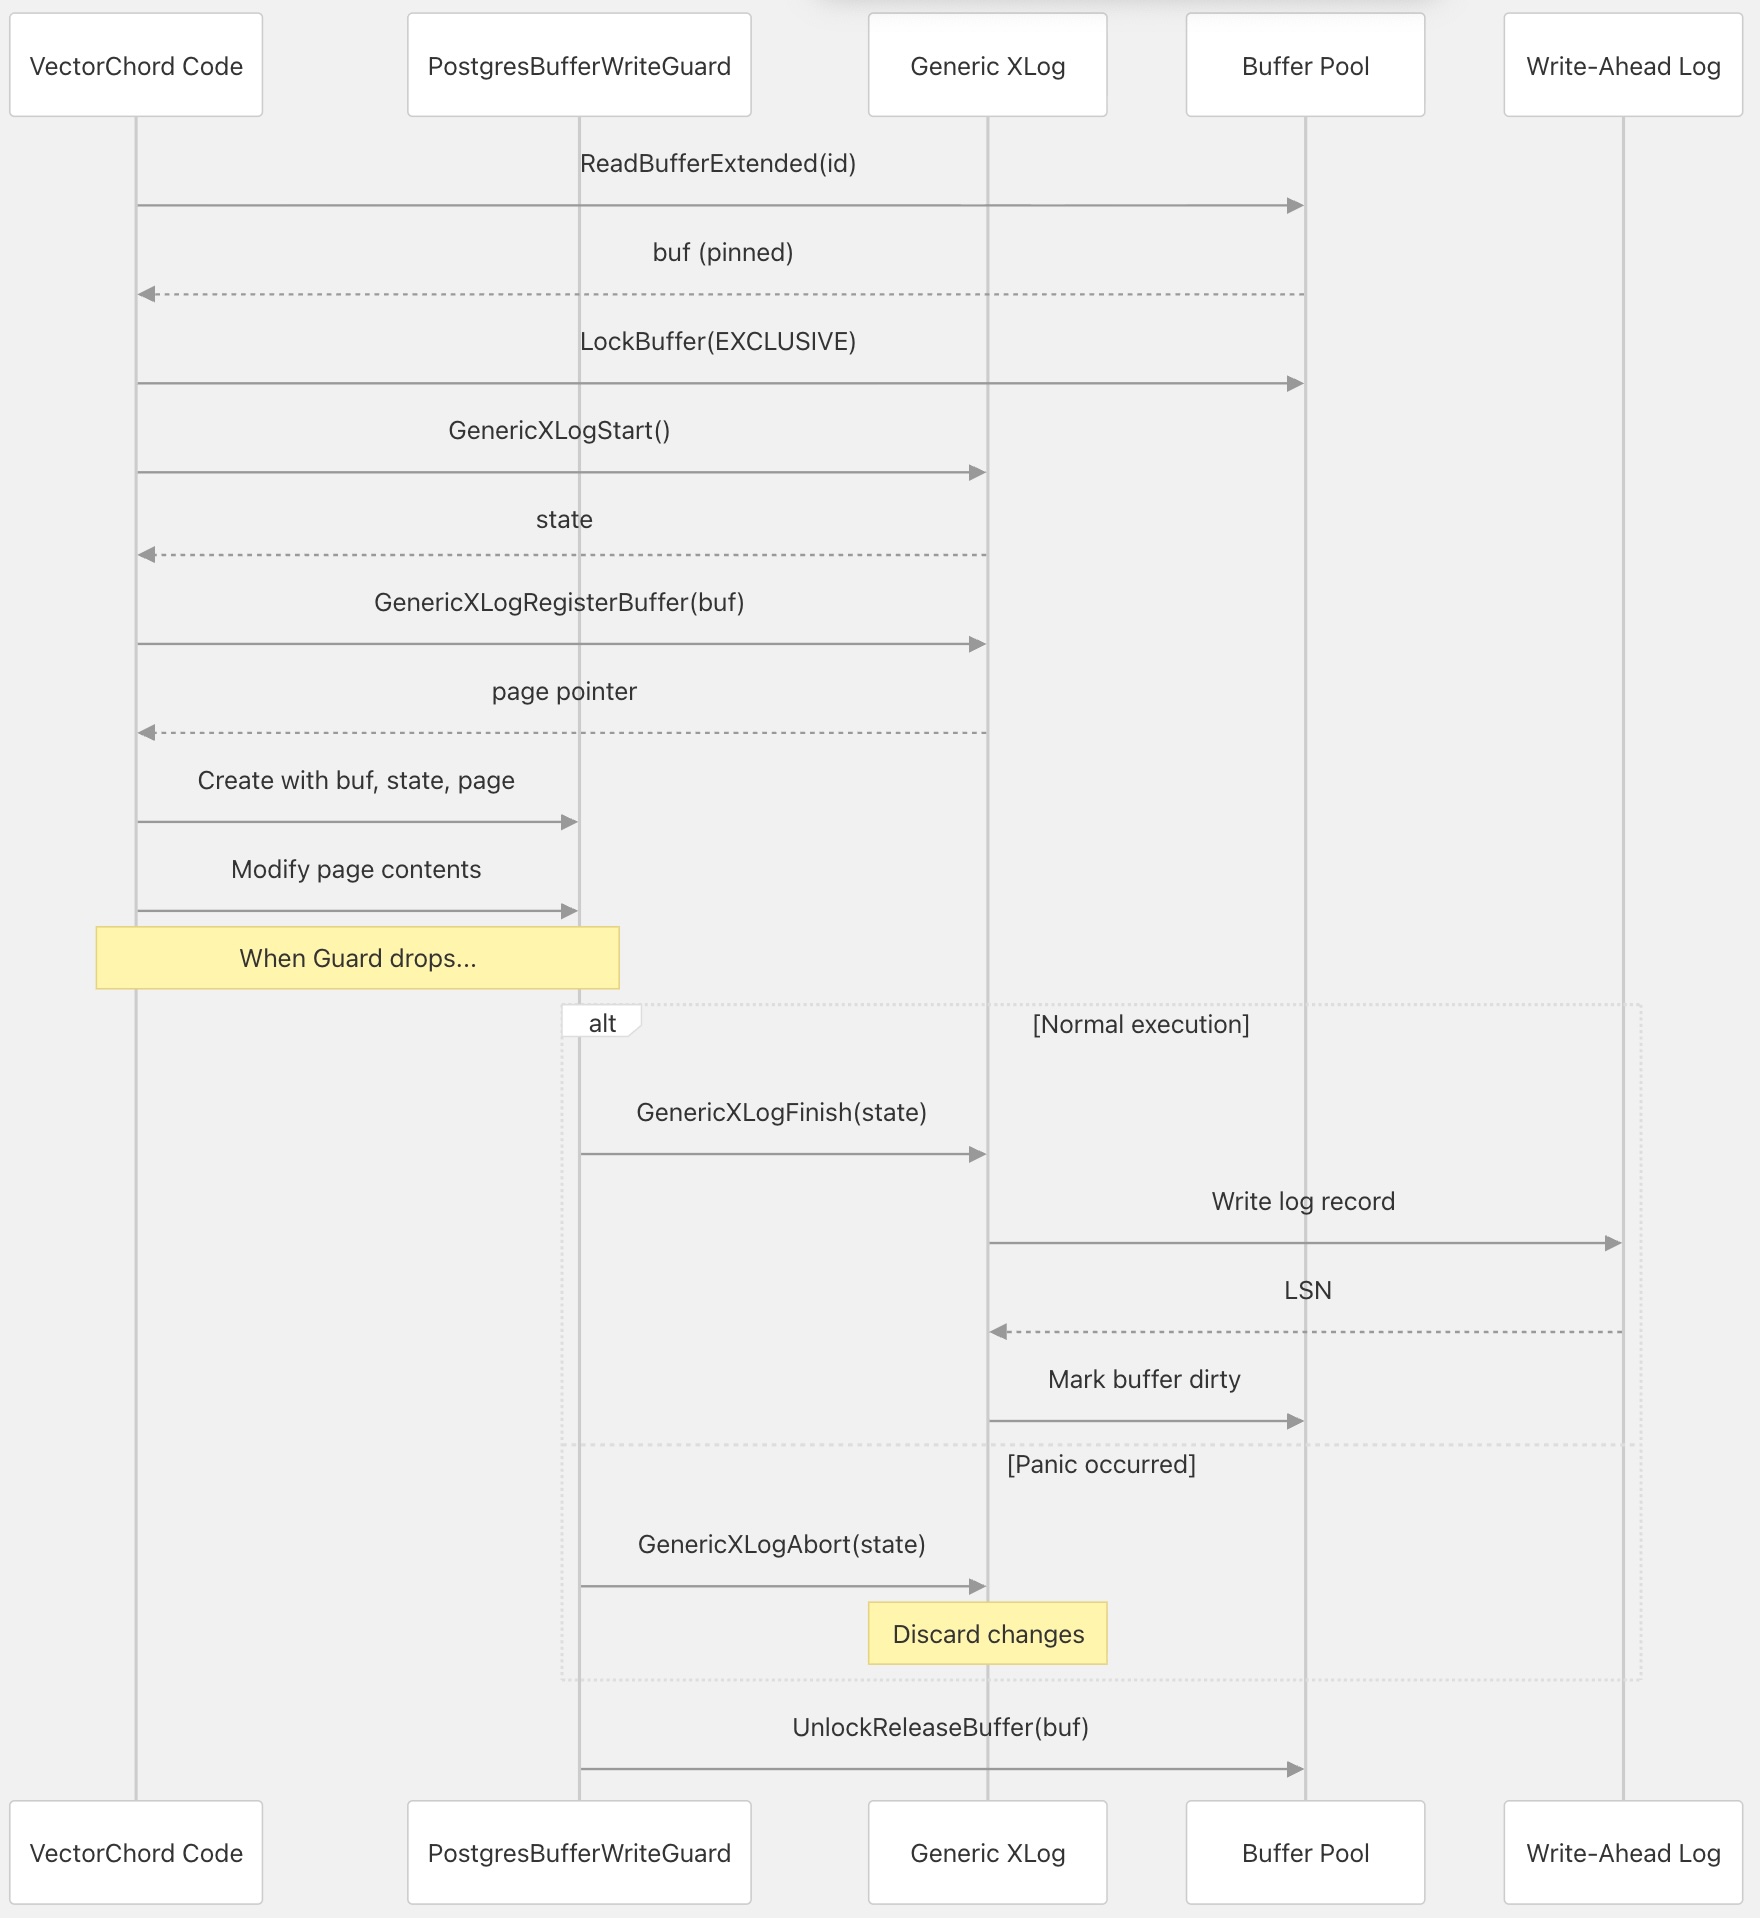 VectorChord Code
PostgresBufferWriteGuard
Generic XLog
Buffer Pool
Write-Ahead Log
ReadBufferExtended(id)
buf (pinned)
LockBuffer(EXCLUSIVE)
GenericXLogStart()
state
GenericXLogRegisterBuffer(buf)
page pointer
Create with buf, state, page
Modify page contents
When Guard drops...
alt
[Normal execution]
GenericXLogFinish(state)
Write log record
LSN
Mark buffer dirty
[Panic occurred]
GenericXLogAbort(state)
Discard changes
UnlockReleaseBuffer(buf)
VectorChord Code
PostgresBufferWriteGuard
Generic XLog
Buffer Pool
Write-Ahead Log